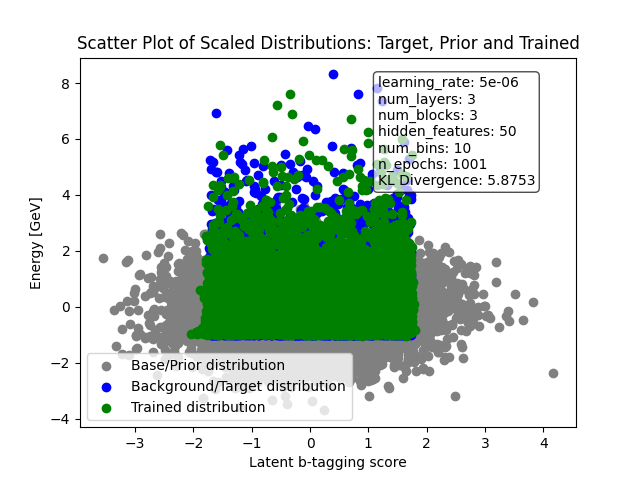 Scatter Plot of Scaled Distributions: Target, Prior and Trained
8
6
4
2
0
−2
−4
Energy [GeV]
learning_rate: 5e-06
num_layers: 3
num_blocks: 3
hidden_features: 50
num_bins: 10
n_epochs: 1001
KL Divergence: 5.8753
Base/Prior distribution
Background/Target distribution
Trained distribution
−3 −2 −1 0 1 2 3 4
Latent b-tagging score